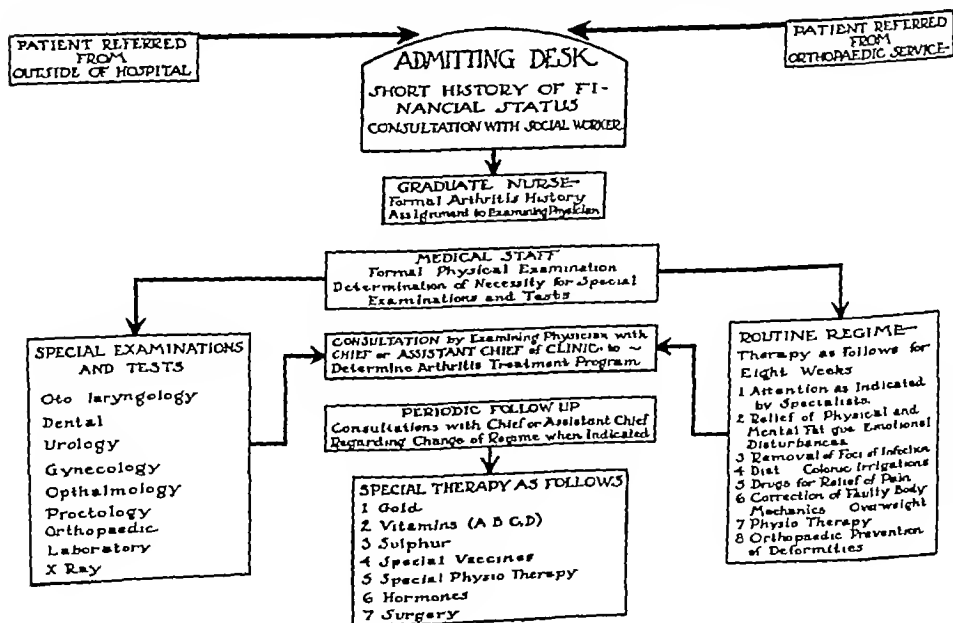 PATIENT REFERRED
FROM
OUTSIDE OF HOSPITAL
PATIENT REFERRED
FROM
ORTHOPAEDIC SERVICE-
ADMITTING DESK
SHORT HISTORY OF FI-
NANCIAL STATUS
CONSULTATION WITH SOCIAL WORKER
GRADUATE NURSE-
Formal Arthritis History
Assignment to Examining Physician
MEDICAL STAFF
Formal Physical Examination
Determination of Necessity for Special
Examinations and Tests
SPECIAL EXAMINATIONS
AND TESTS
Oto laryngology
Dental
Urology
Gynecology
Opthalmology
Proctology
Orthopaedic
Laboratory
X Ray
CONSULTATION by Examining Physician with
CHIEF or ASSISTANT CHIEF of CLINIC to ~
Determine Arthritis Treatment Program
PERIODIC FOLLOW UP
Consultations with Chief or Assistant Chief
Regarding Change of Regime when Indicated
SPECIAL THERAPY AS FOLLOWS
1 Gold
2 Vitamins (A B C,D)
3 Sulphur
4 Special Vaccines
5 Special Physio Therapy
6 Hormones
7 Surgery
ROUTINE REGIME-
Therapy as Follows for
Eight Weeks
1 Attention as Indicated
by Specialists
2 Relief of Physical and
Mental Fat gue Emotional
Disturbances
3 Removal of Foci of Infection
4 Diet Colonic Irrigations
5 Drugs for Relief of Pain
6 Correction of Faulty Body
Mechanics Overweight
7 Physio Therapy
8 Orthopaedic Prevention
of Deformities